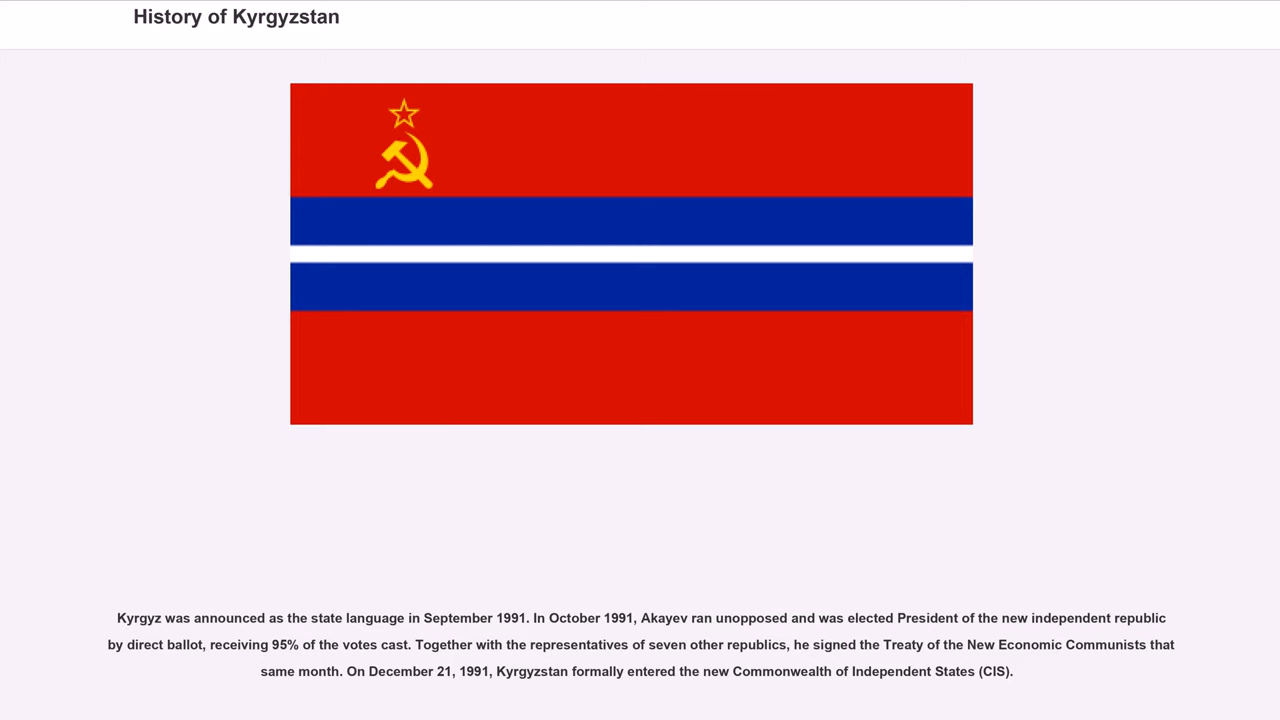 History of Kyrgyzstan
Kyrgyz was announced as the state language in September 1991. In October 1991, Akayev ran unopposed and was elected President of the new independent republic
by direct ballot, receiving 95% of the votes cast. Together with the representatives of seven other republics, he signed the Treaty of the New Economic Communists that
same month. On December 21, 1991, Kyrgyzstan formally entered the new Commonwealth of Independent States (CIS).